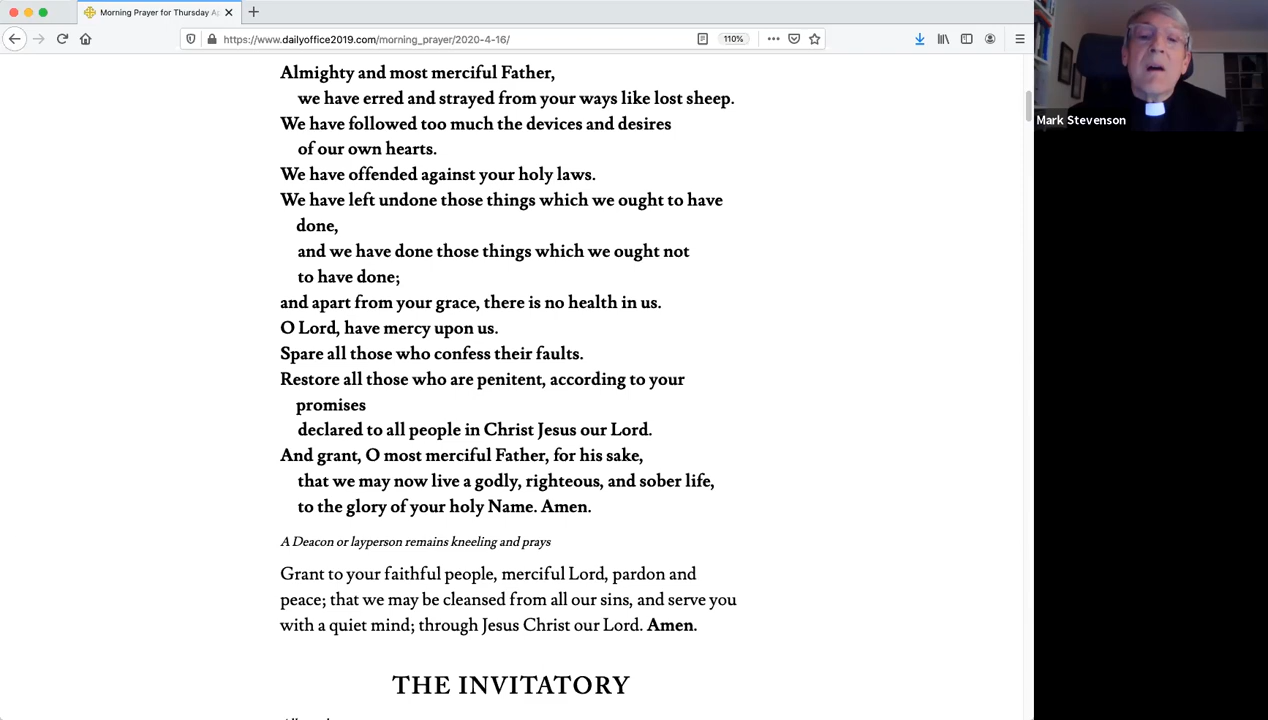 Morning Prayer for Thursday
https://www.dailyoffice2019.com/morning_prayer/2020-4-16/
110%
Almighty and most merciful Father,
we have erred and strayed from your ways like lost sheep.
We have followed too much the devices and desires
of our own hearts.
We have offended against your holy laws.
We have left undone those things which we ought to have
done,
and we have done those things which we ought not
to have done;
and apart from your grace, there is no health in us.
O Lord, have mercy upon us.
Spare all those who confess their faults.
Restore all those who are penitent, according to your
promises
declared to all people in Christ Jesus our Lord.
And grant, O most merciful Father, for his sake,
that we may now live a godly, righteous, and sober life,
to the glory of your holy Name. Amen.
A Deacon or layperson remains kneeling and prays
Grant to your faithful people, merciful Lord, pardon and
peace; that we may be cleansed from all our sins, and serve you
with a quiet mind; through Jesus Christ our Lord. Amen.
THE INVITATORY
Mark Stevenson